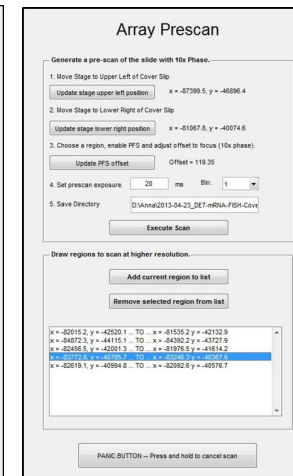 Array Prescan
Generate a pre-scan of the slide with 10x Phase.
1. Move Stage to Upper Left of Cover Slip
Update stage upper left position x = -87399.5, y = -46896.4
2. Move Stage to Lower Right of Cover Slip
Update stage lower right position x = -81067.8, y = -40074.6
3. Choose a region, enable PFS and adjust offset to focus (10x phase).
Update PFS offset Offset = 119.35
4. Set prescan exposure. 20 ms Bin: 1
5. Save Directory D:\Anna\2013-04-23_DE7-mRNA-FISH-Cove
Execute Scan
Draw regions to scan at higher resolution.
Add current region to list
Remove selected region from list
x = -82015.2, y = -42520.1 ... TO ... x = -81535.2 y = -42132.9
x = -84872.3, y = -44115.1 ... TO ... x = -84392.2 y = -43727.9
x = -82456.5, y = -42001.3 ... TO ... x = -81976.5 y = -41614.2
x = -83772.8, y = -40785.7 ... TO ... x = -83246.3 y = -40367.6
x = -82619.1, y = -40994.8 ... TO ... x = -82092.6 y = -40576.7
PANIC BUTTON -- Press and hold to cancel scan